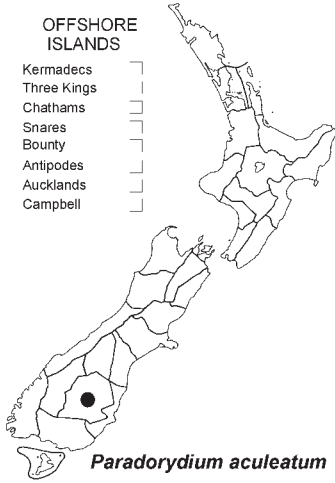 OFFSHORE
ISLANDS
Kermadecs
Three Kings
Chathams
Snares
Bounty
Antipodes
Aucklands
Campbell
Paradorydium aculeatum